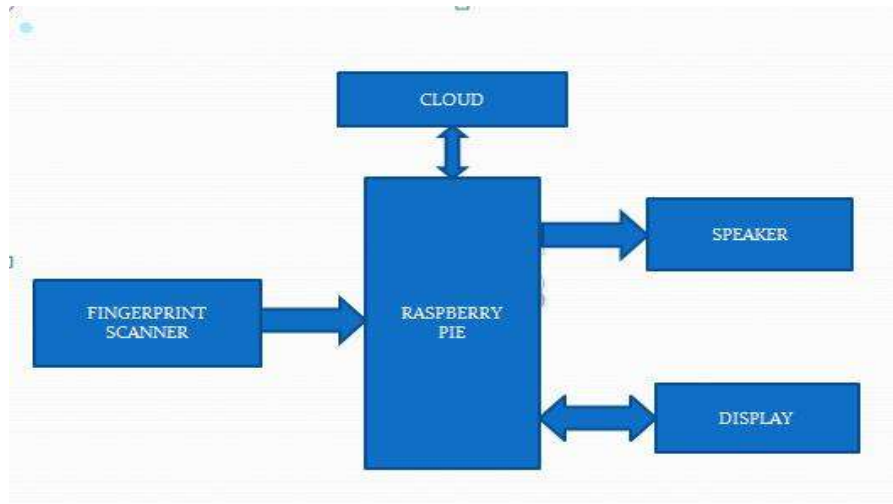 CLOUD
SPEAKER
FINGERPRINT
SCANNER
RASPBERRY
PIE
DISPLAY